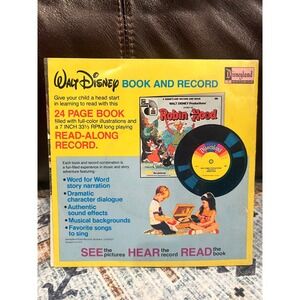 WALT DISNEY BOOK AND RECORD
Give your child a head start
in learning to read with this
24 PAGE BOOK
filled with full-color illustrations and
a 7 INCH 33⅓ RPM long playing
READ-ALONG
RECORD.
Each book and record combination is
a fun-filled experience in music and story
adventure featuring:
• Word for Word
story narration
• Dramatic
character dialogue
• Authentic
sound effects
• Musical backgrounds
• Favorite songs
to sing
WALT DISNEY Productions'
Robin Hood
Disneyland
SEE the pictures HEAR the record READ the book